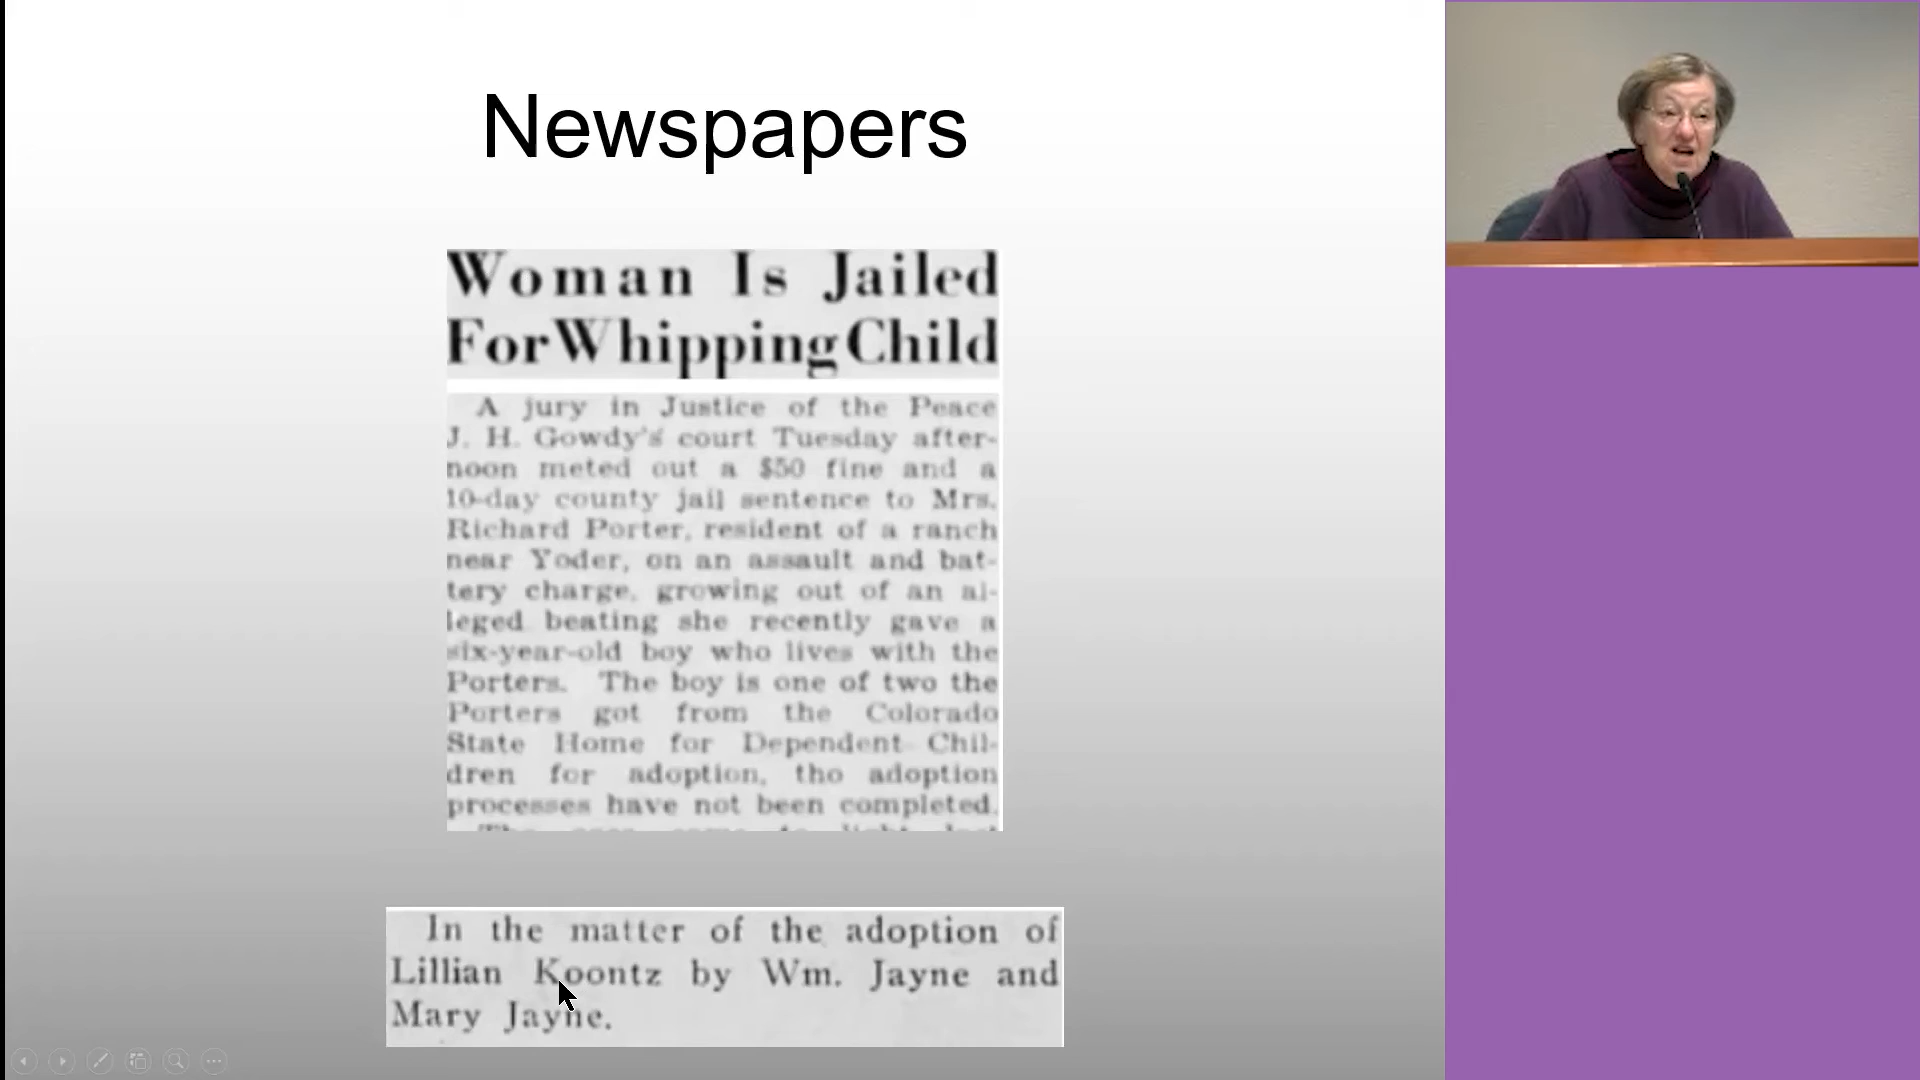 Newspapers
Woman Is Jailed
For Whipping Child
A jury in Justice of the Peace
J. H. Gowdy's court Tuesday after-
noon meted out a $50 fine and a
10-day county jail sentence to Mrs.
Richard Porter, resident of a ranch
near Yoder, on an assault and bat-
tery charge, growing out of an al-
leged beating she recently gave a
six-year-old boy who lives with the
Porters. The boy is one of two the
Porters got from the Colorado
State Home for Dependent Chil-
dren for adoption, tho adoption
processes have not been completed.
In the matter of the adoption of
Lillian Koontz by Wm. Jayne and
Mary Jayne.